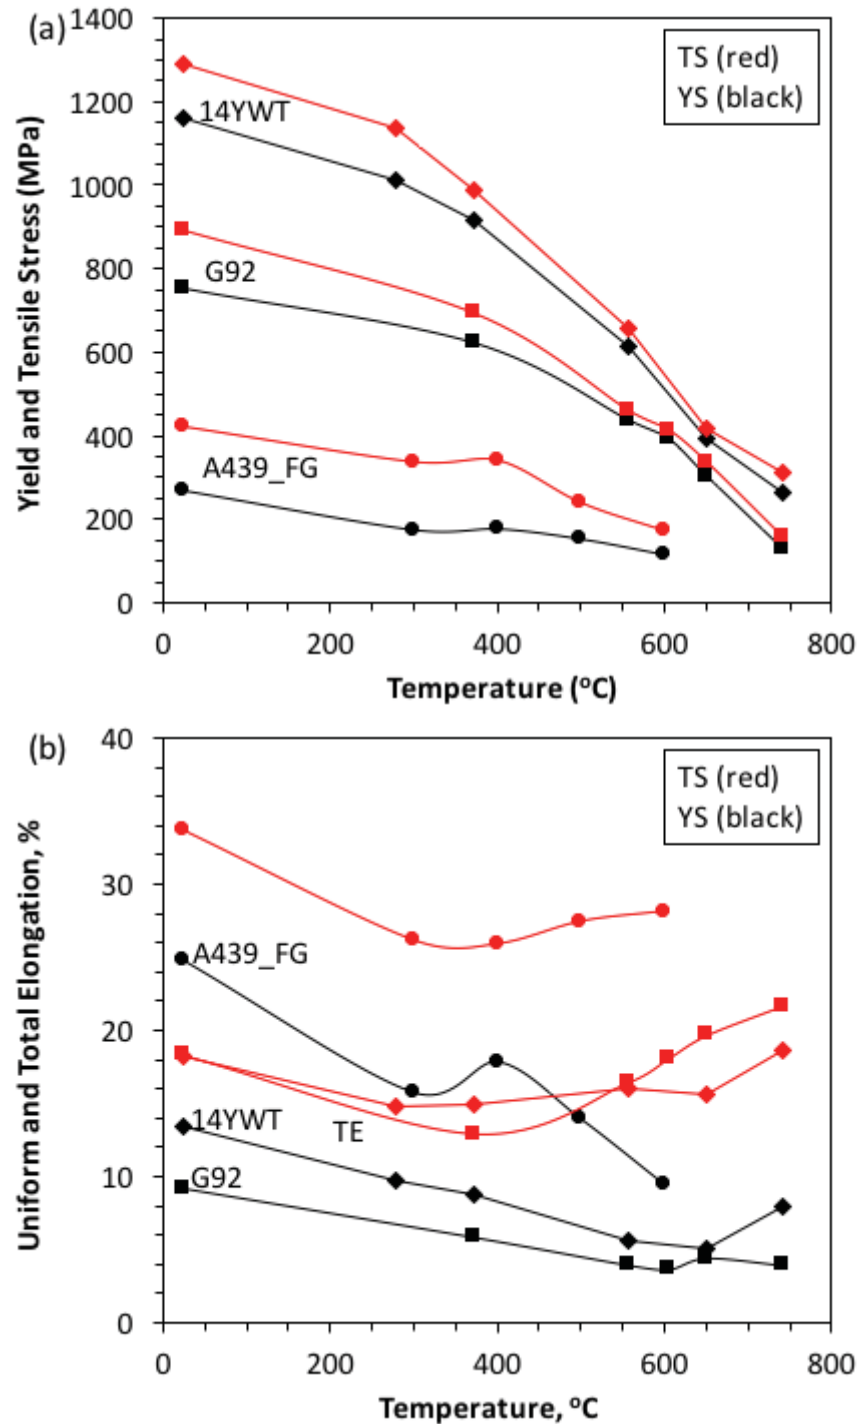 (a)
TS (red)
YS (black)
1400
1200
1000
800
600
400
200
0
Yield and Tensile Stress (MPa)
14YWT
G92
A439_FG
0 200 400 600 800
Temperature (°C)
(b)
TS (red)
YS (black)
40
30
20
10
0
Uniform and Total Elongation, %
A439_FG
14YWT
TE
G92
0 200 400 600 800
Temperature, °C